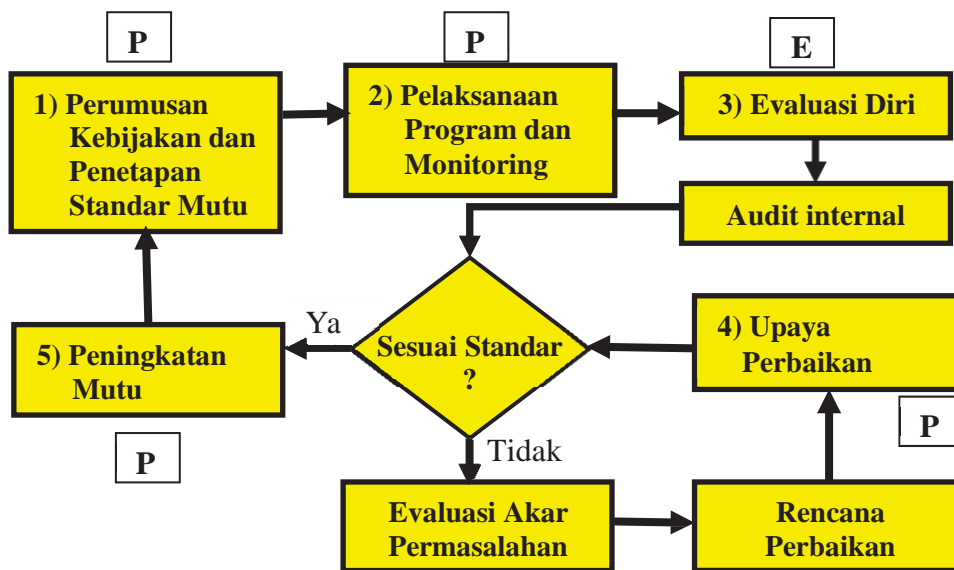 P
P
E
1) Perumusan
Kebijakan dan
Penetapan
Standar Mutu
2) Pelaksanaan
Program dan
Monitoring
3) Evaluasi Diri
Audit internal
Ya
Sesuai Standar
?
4) Upaya
Perbaikan
5) Peningkatan
Mutu
P
P
Tidak
Evaluasi Akar
Permasalahan
Rencana
Perbaikan